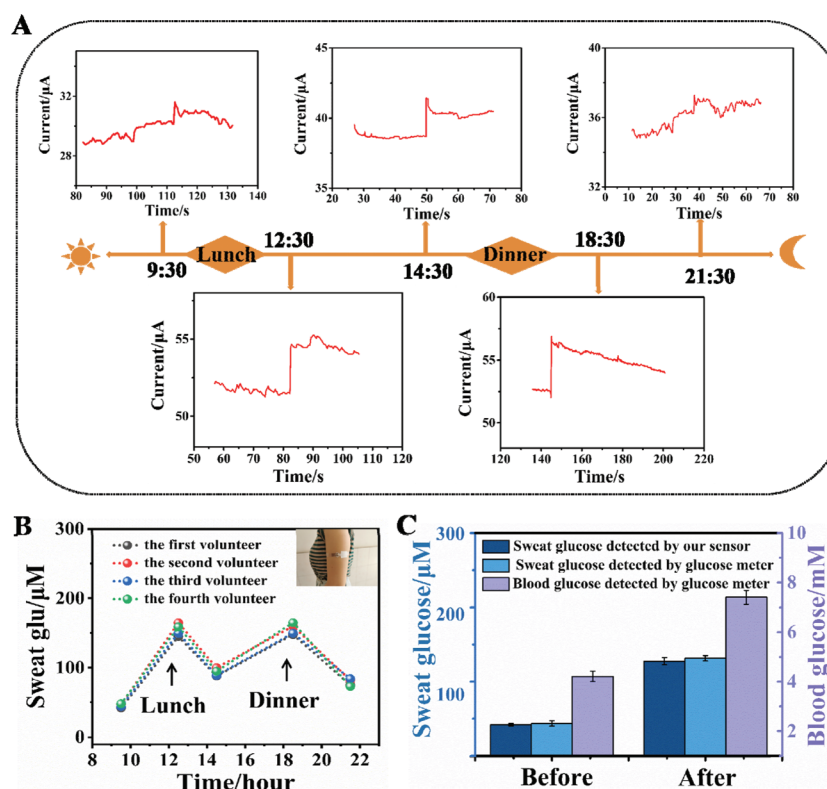 A
Current/μA
32
30
28
80 90 100 110 120 130 140
Time/s
Current/μA
45
40
35
20 30 40 50 60 70 80
Time/s
Current/μA
40
36
32
0 10 20 30 40 50 60 70 80
Time/s
9:30
Lunch
12:30
14:30
Dinner
18:30
21:30
Current/μA
55
50
50 60 70 80 90 100 110 120
Time/s
Current/μA
60
55
50
120 140 160 180 200 220
Time/s
B
Sweat glu/μM
300
200
100
0
the first volunteer
the second volunteer
the third volunteer
the fourth volunteer
Lunch
Dinner
8 10 12 14 16 18 20 22
Time/hour
C
Sweat glucose/μM
300
200
100
Sweat glucose detected by our sensor
Sweat glucose detected by glucose meter
Blood glucose detected by glucose meter
10
8
6
4
2
Blood glucose/mM
Before After